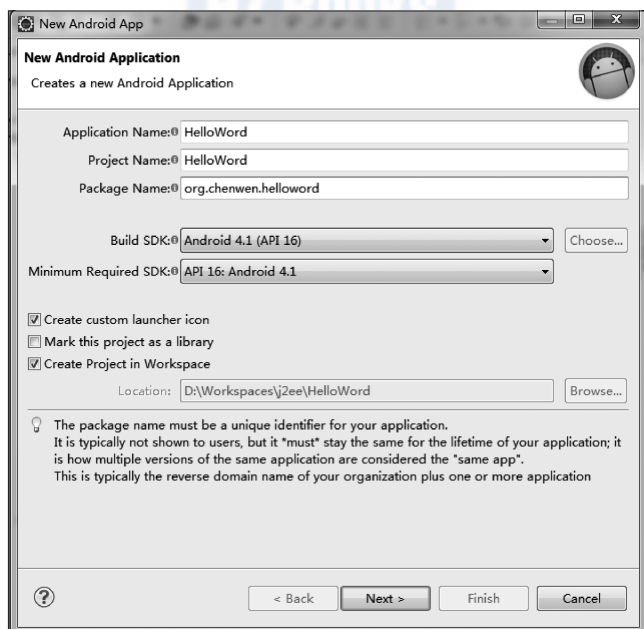 New Android App
New Android Application
Creates a new Android Application
Application Name: HelloWord
Project Name: HelloWord
Package Name: org.chenwen.helloword
Build SDK: Android 4.1 (API 16) Choose...
Minimum Required SDK: API 16: Android 4.1
Create custom launcher icon
Mark this project as a library
Create Project in Workspace
Location: D:\Workspaces\j2ee\HelloWord Browse...
The package name must be a unique identifier for your application.
It is typically not shown to users, but it *must* stay the same for the lifetime of your application; it
is how multiple versions of the same application are considered the "same app".
This is typically the reverse domain name of your organization plus one or more application
? < Back Next > Finish Cancel